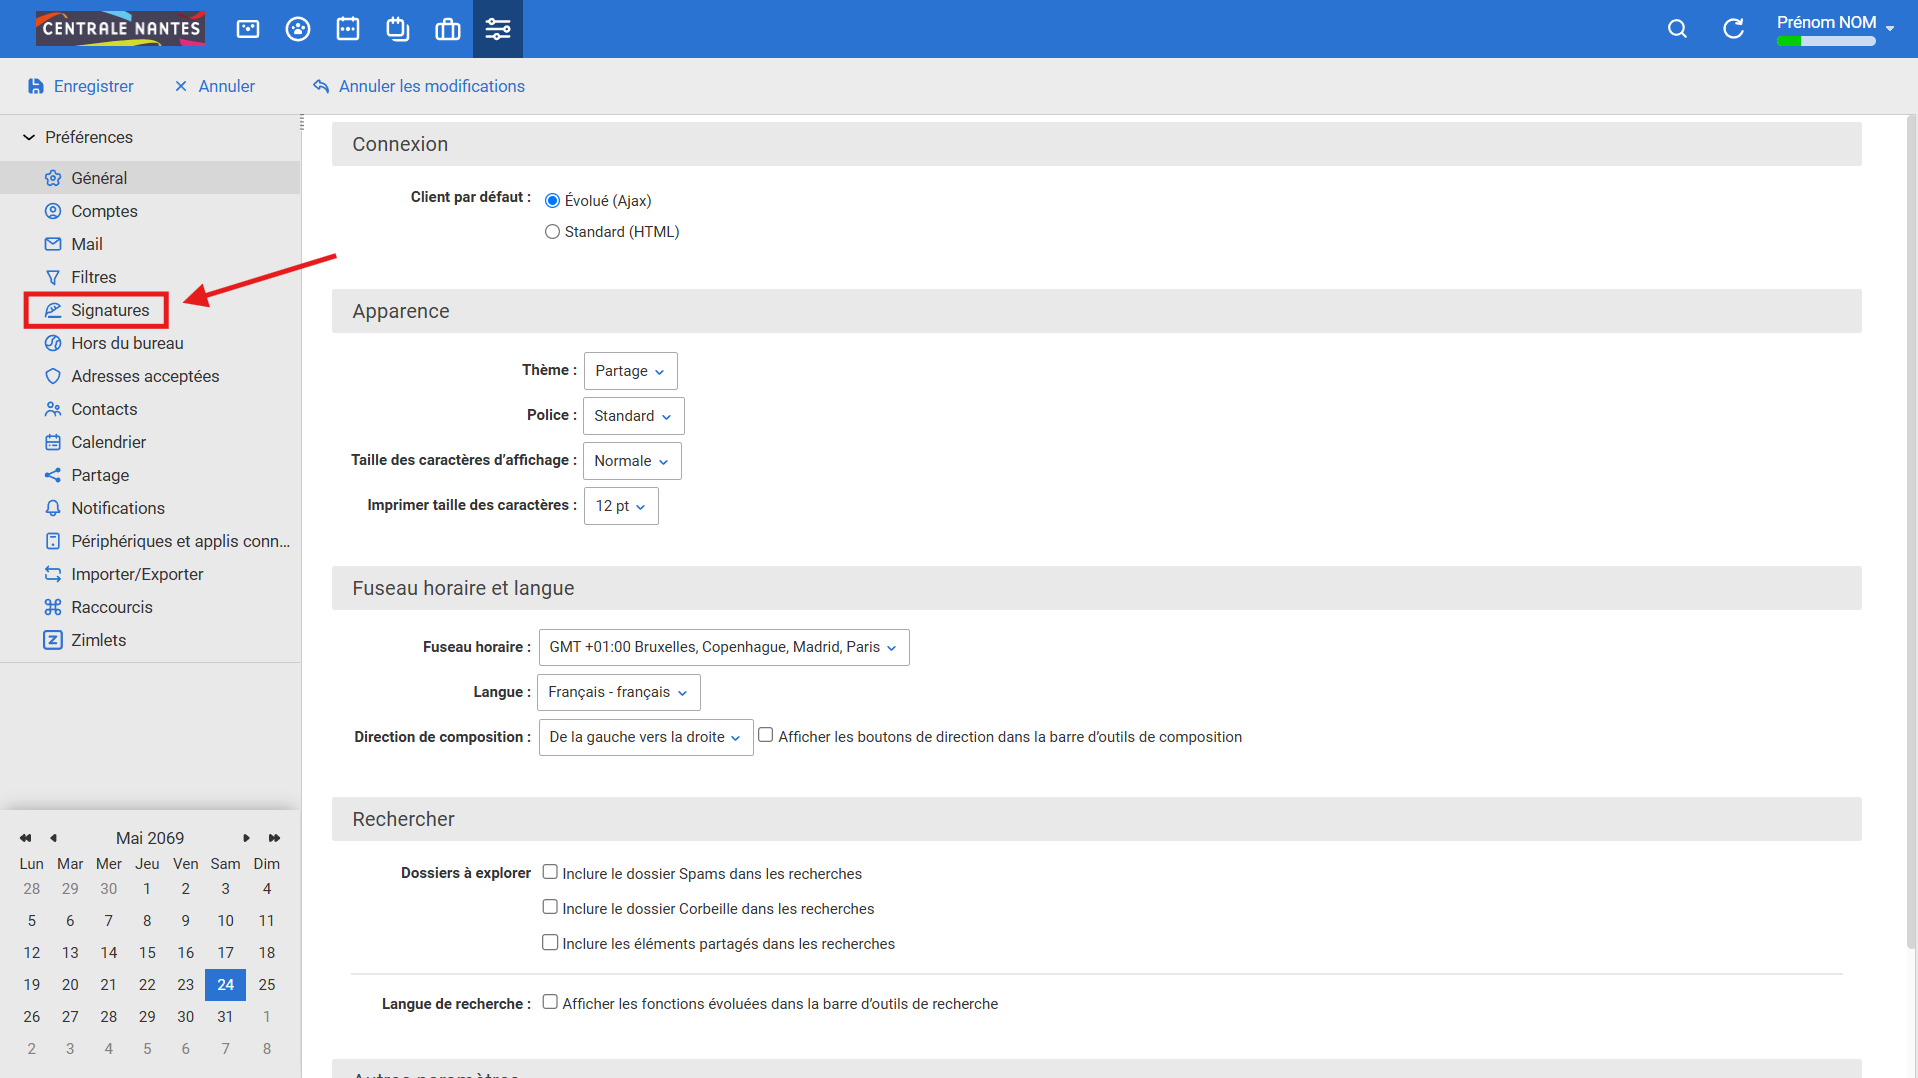 CENTRALE NANTES
Prénom NOM
Enregistrer
Annuler
Annuler les modifications
Préférences
Général
Comptes
Mail
Filtres
Signatures
Hors du bureau
Adresses acceptées
Contacts
Calendrier
Partage
Notifications
Périphériques et applis conn...
Importer/Exporter
Raccourcis
Zimlets
Mai 2069
Lun Mar Mer Jeu Ven Sam Dim
28 29 30 1 2 3 4
5 6 7 8 9 10 11
12 13 14 15 16 17 18
19 20 21 22 23 24 25
26 27 28 29 30 31 1
2 3 4 5 6 7 8
Connexion
Client par défaut : Évolué (Ajax)
Standard (HTML)
Apparence
Thème : Partage
Police : Standard
Taille des caractères d’affichage : Normale
Imprimer taille des caractères : 12 pt
Fuseau horaire et langue
Fuseau horaire : GMT +01:00 Bruxelles, Copenhague, Madrid, Paris
Langue : Français - français
Direction de composition : De la gauche vers la droite Afficher les boutons de direction dans la barre d’outils de composition
Rechercher
Dossiers à explorer Inclure le dossier Spams dans les recherches
Inclure le dossier Corbeille dans les recherches
Inclure les éléments partagés dans les recherches
Langue de recherche : Afficher les fonctions évoluées dans la barre d’outils de recherche
Autres paramètres